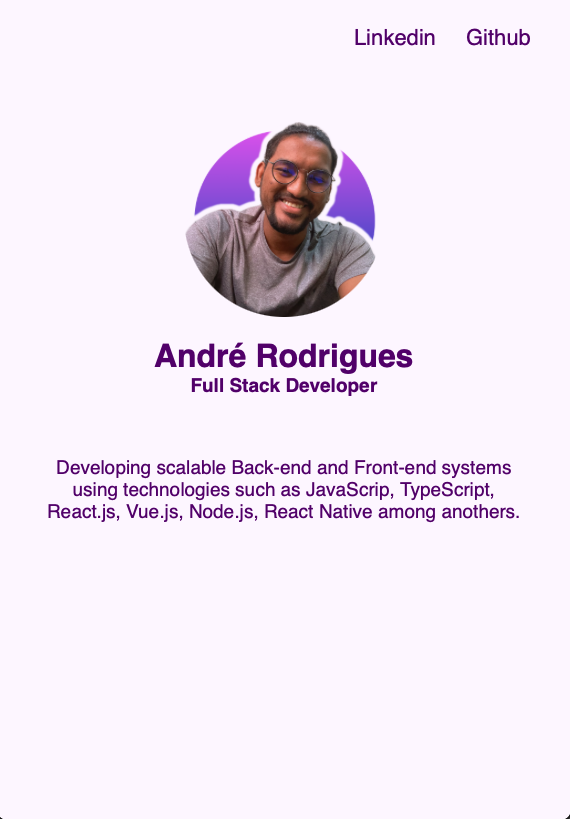 Linkedin Github
André Rodrigues
Full Stack Developer
Developing scalable Back-end and Front-end systems
using technologies such as JavaScrip, TypeScript,
React.js, Vue.js, Node.js, React Native among anothers.